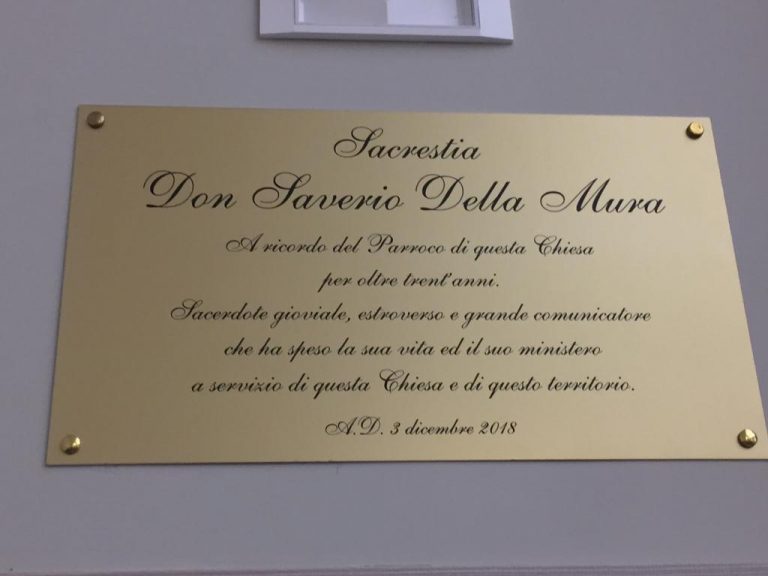 Sacrestia
Don Saverio Della Mura
A ricordo del Parroco di questa Chiesa
per oltre trent'anni.
Sacerdote gioviale, estroverso e grande comunicatore
che ha speso la sua vita ed il suo ministero
a servizio di questa Chiesa e di questo territorio.
A.D. 3 dicembre 2018